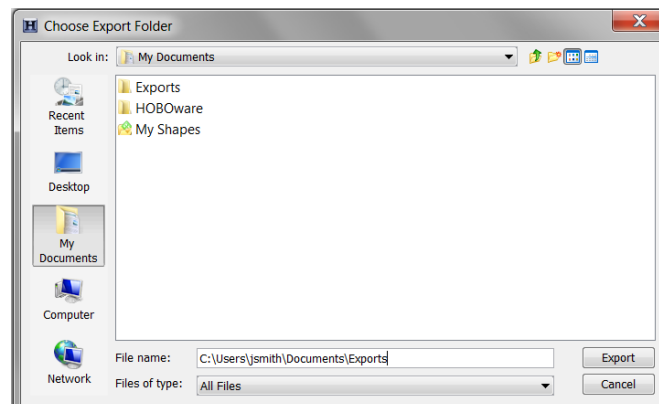 H Choose Export Folder
Look in: My Documents
Recent
Items
Desktop
My
Documents
Computer
Network
Exports
HOBOware
My Shapes
File name: C:\Users\jsmith\Documents\Exports Export
Files of type: All Files Cancel